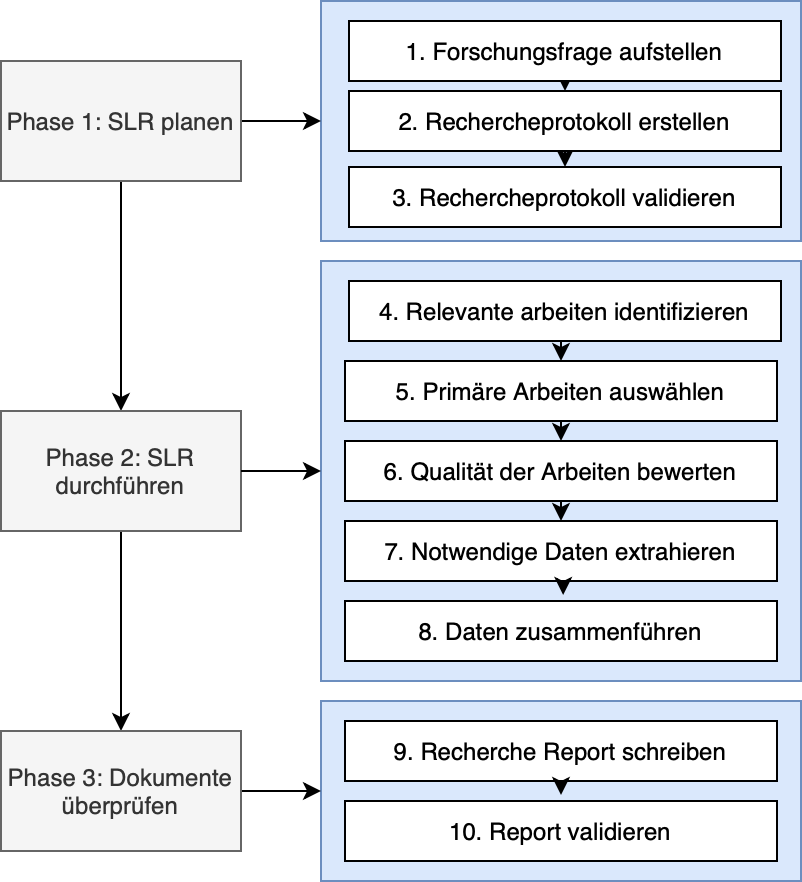 Phase 1: SLR planen
1. Forschungsfrage aufstellen
2. Rechercheprotokoll erstellen
3. Rechercheprotokoll validieren
Phase 2: SLR
durchführen
4. Relevante arbeiten identifizieren
5. Primäre Arbeiten auswählen
6. Qualität der Arbeiten bewerten
7. Notwendige Daten extrahieren
8. Daten zusammenführen
Phase 3: Dokumente
überprüfen
9. Recherche Report schreiben
10. Report validieren